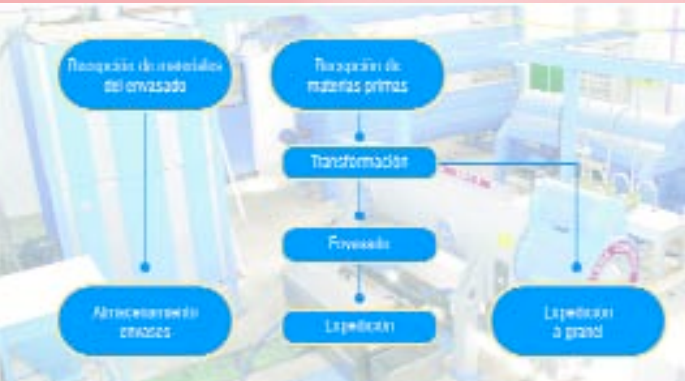 Recepción de materiales
del envasado
Recepción de
materias primas
Transformación
Envasado
Almacenamiento
envases
Expedición
Expedición
a granel